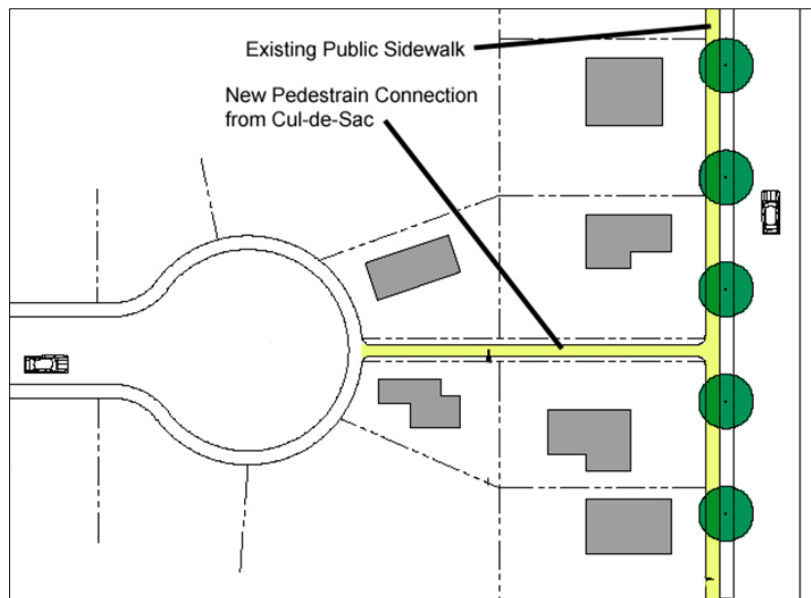 Existing Public Sidewalk
New Pedestrain Connection
from Cul-de-Sac